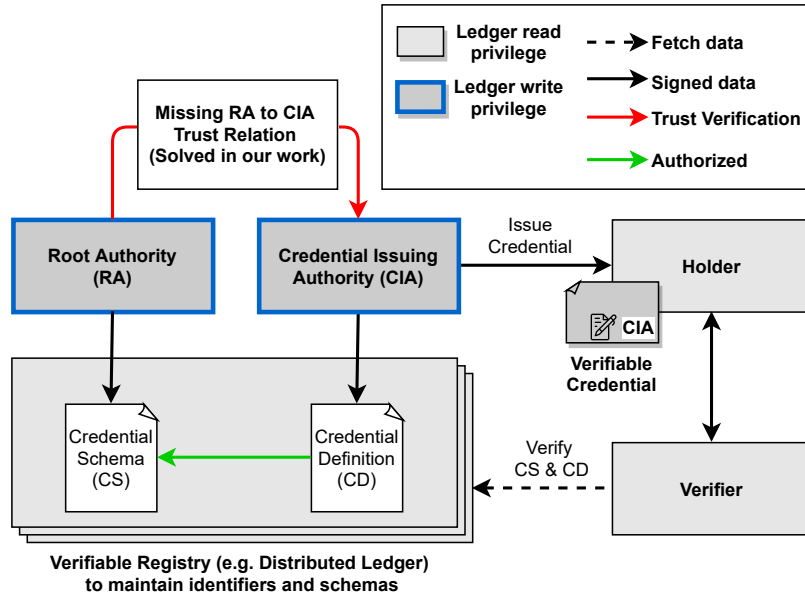 Ledger read
privilege
Ledger write
privilege
Fetch data
Signed data
Trust Verification
Authorized
Missing RA to CIA
Trust Relation
(Solved in our work)
Root Authority
(RA)
Credential Issuing
Authority (CIA)
Issue
Credential
Holder
CIA
Verifiable
Credential
Credential
Schema
(CS)
Credential
Definition
(CD)
Verify
CS & CD
Verifier
Verifiable Registry (e.g. Distributed Ledger)
to maintain identifiers and schemas